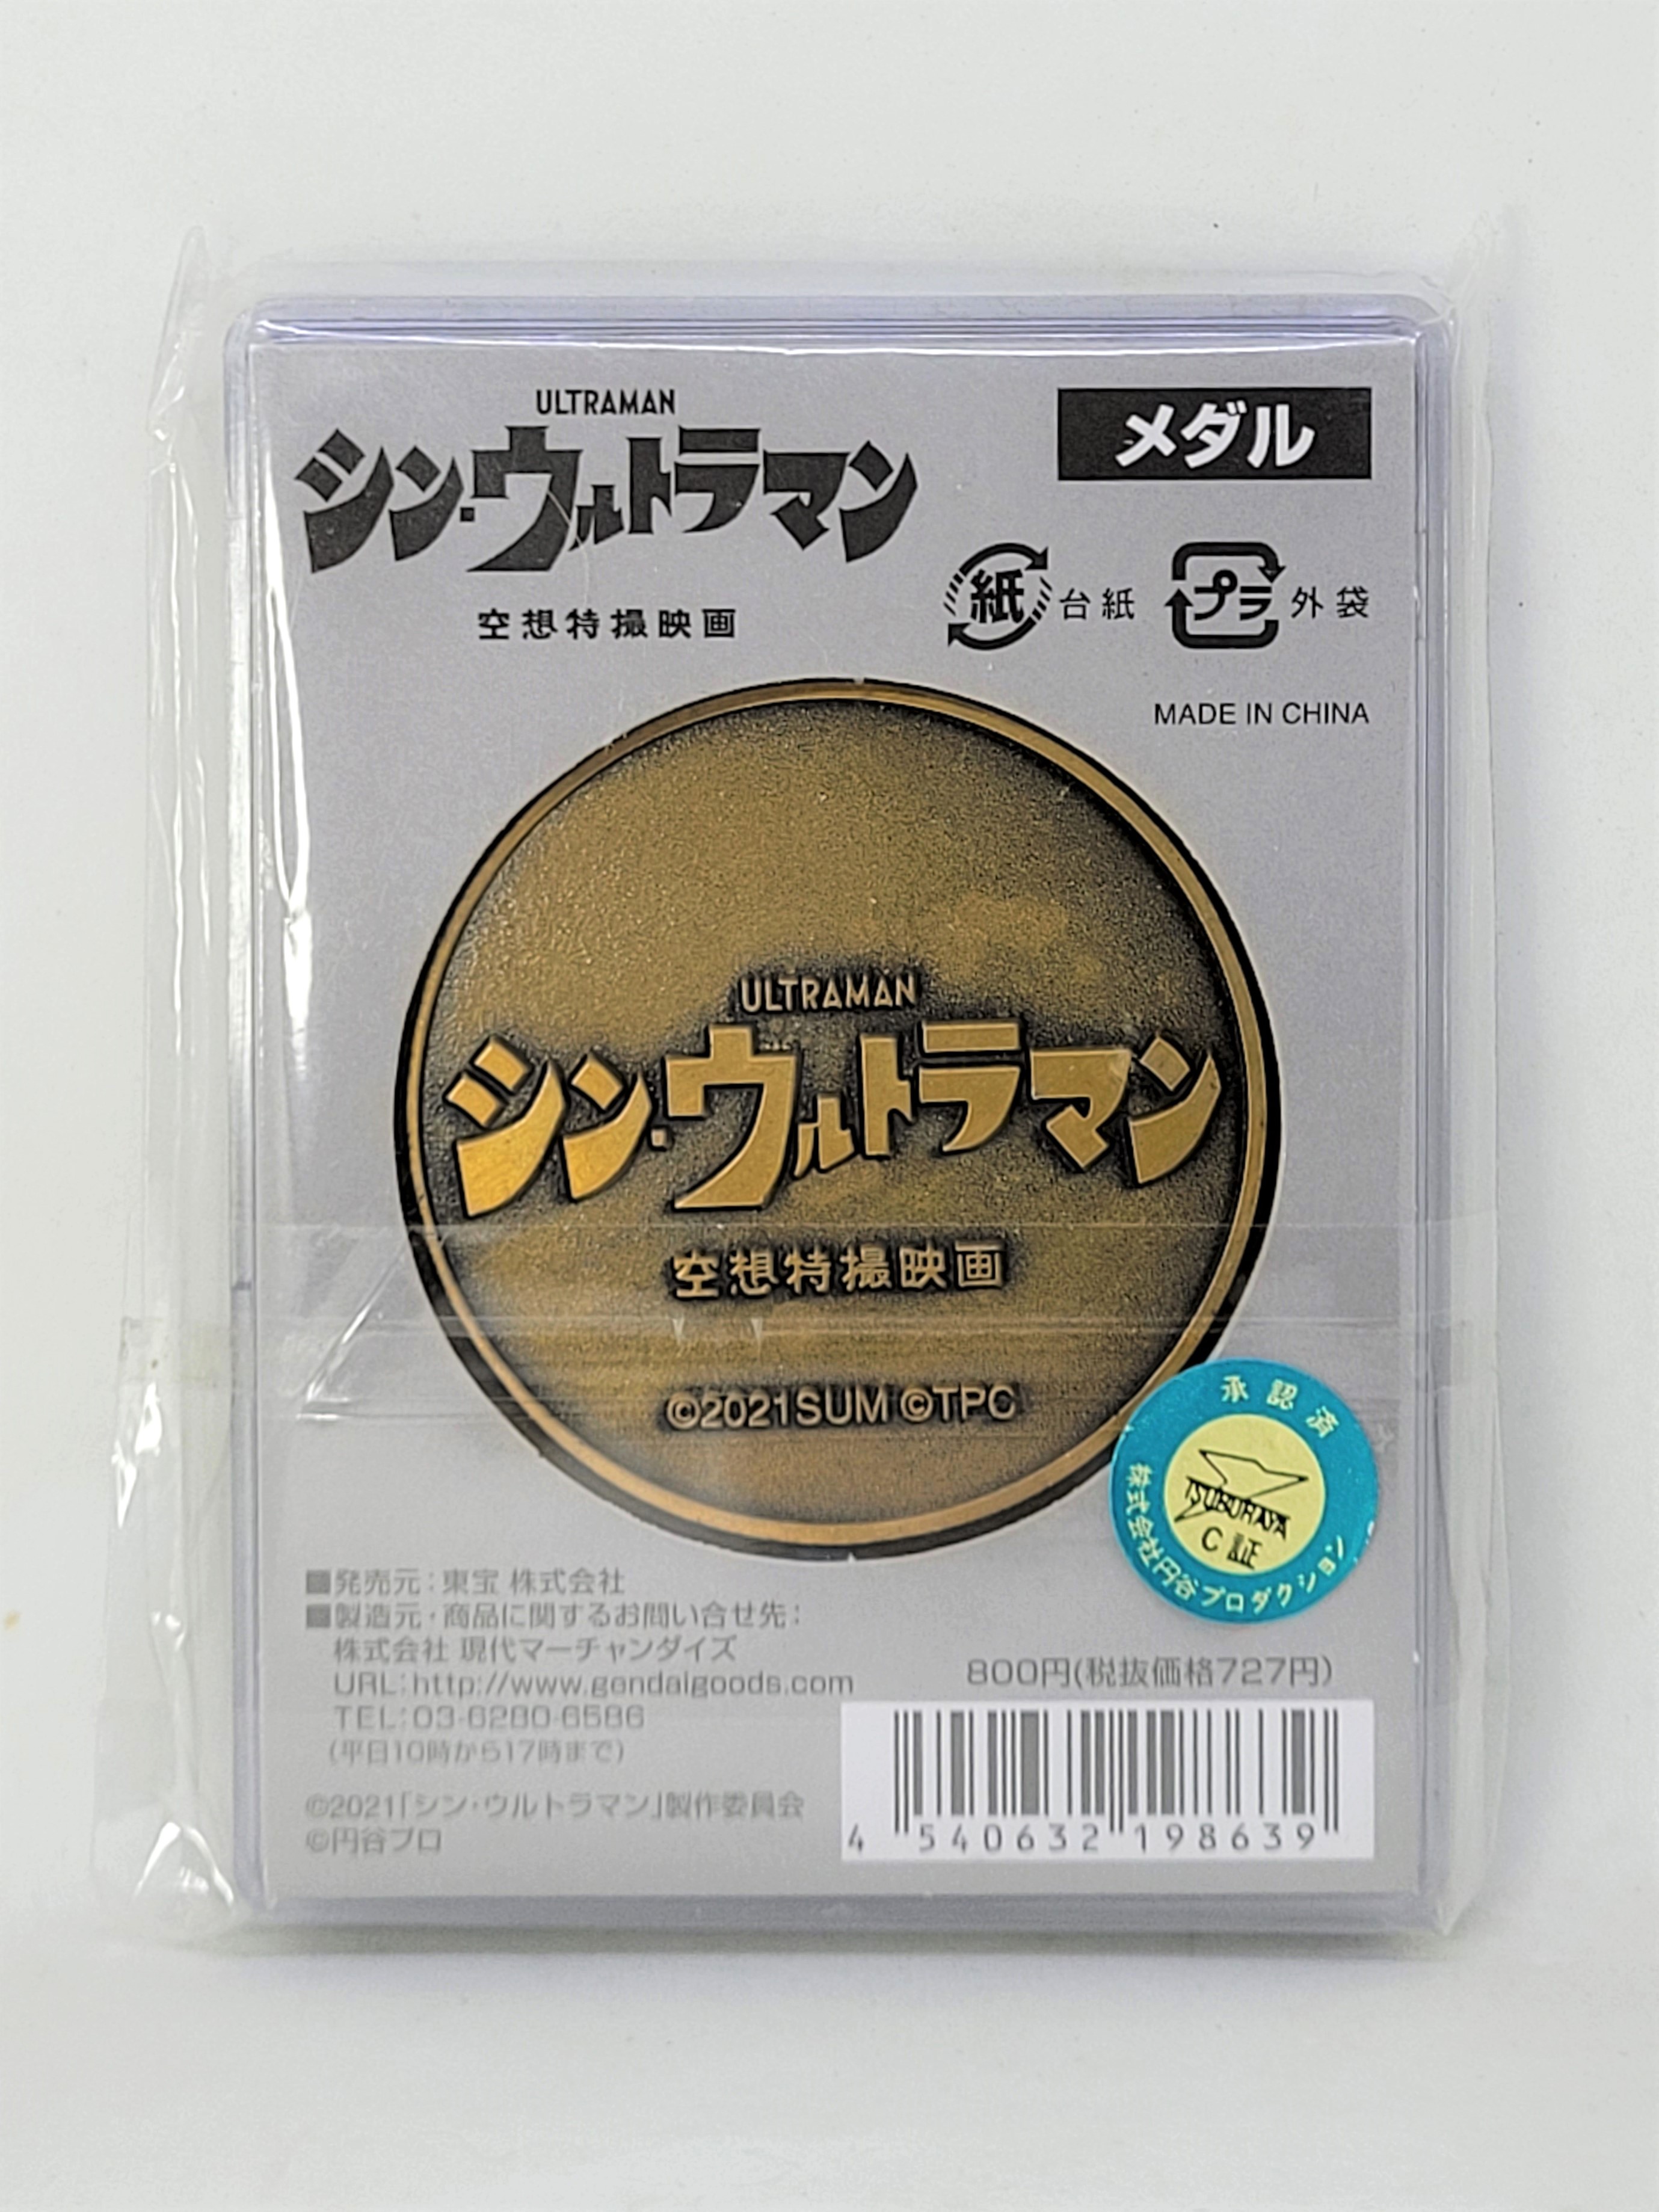 ULTRAMAN
シン・ウルトラマン
空想特撮映画
メダル
紙 台紙 プラ 外袋
MADE IN CHINA
ULTRAMAN
シン・ウルトラマン
空想特撮映画
©2021SUM ©TPC
承認済
TSUBURAYA
C証
株式会社円谷プロダクション
■発売元:東宝 株式会社
■製造元・商品に関するお問い合せ先:
株式会社 現代マーチャンダイズ
URL:http://www.gendaigoods.com
TEL:03-6280-6586
(平日10時から17時まで)
©2021「シン・ウルトラマン」製作委員会
©円谷プロ
800円(税抜価格727円)
4 540632 198639